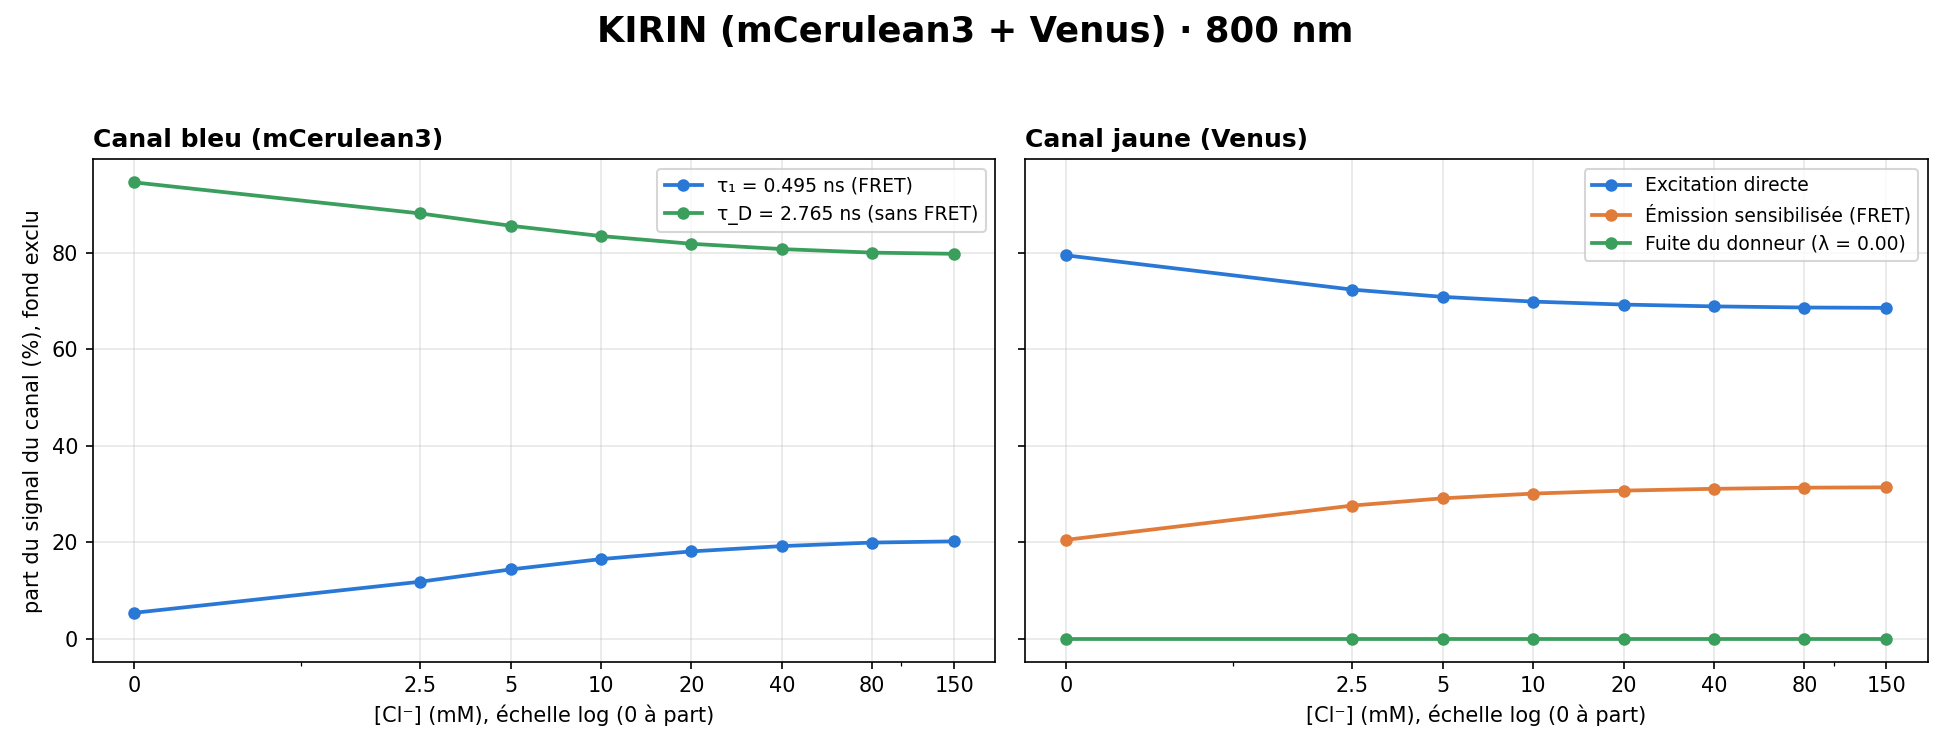 KIRIN (mCerulean3 + Venus) · 800 nm
Canal bleu (mCerulean3)
τ₁ = 0.495 ns (FRET)
τ_D = 2.765 ns (sans FRET)
part du signal du canal (%), fond exclu
80
60
40
20
0
0 2.5 5 10 20 40 80 150
[Cl⁻] (mM), échelle log (0 à part)
Canal jaune (Venus)
Excitation directe
Émission sensibilisée (FRET)
Fuite du donneur (λ = 0.00)
0 2.5 5 10 20 40 80 150
[Cl⁻] (mM), échelle log (0 à part)